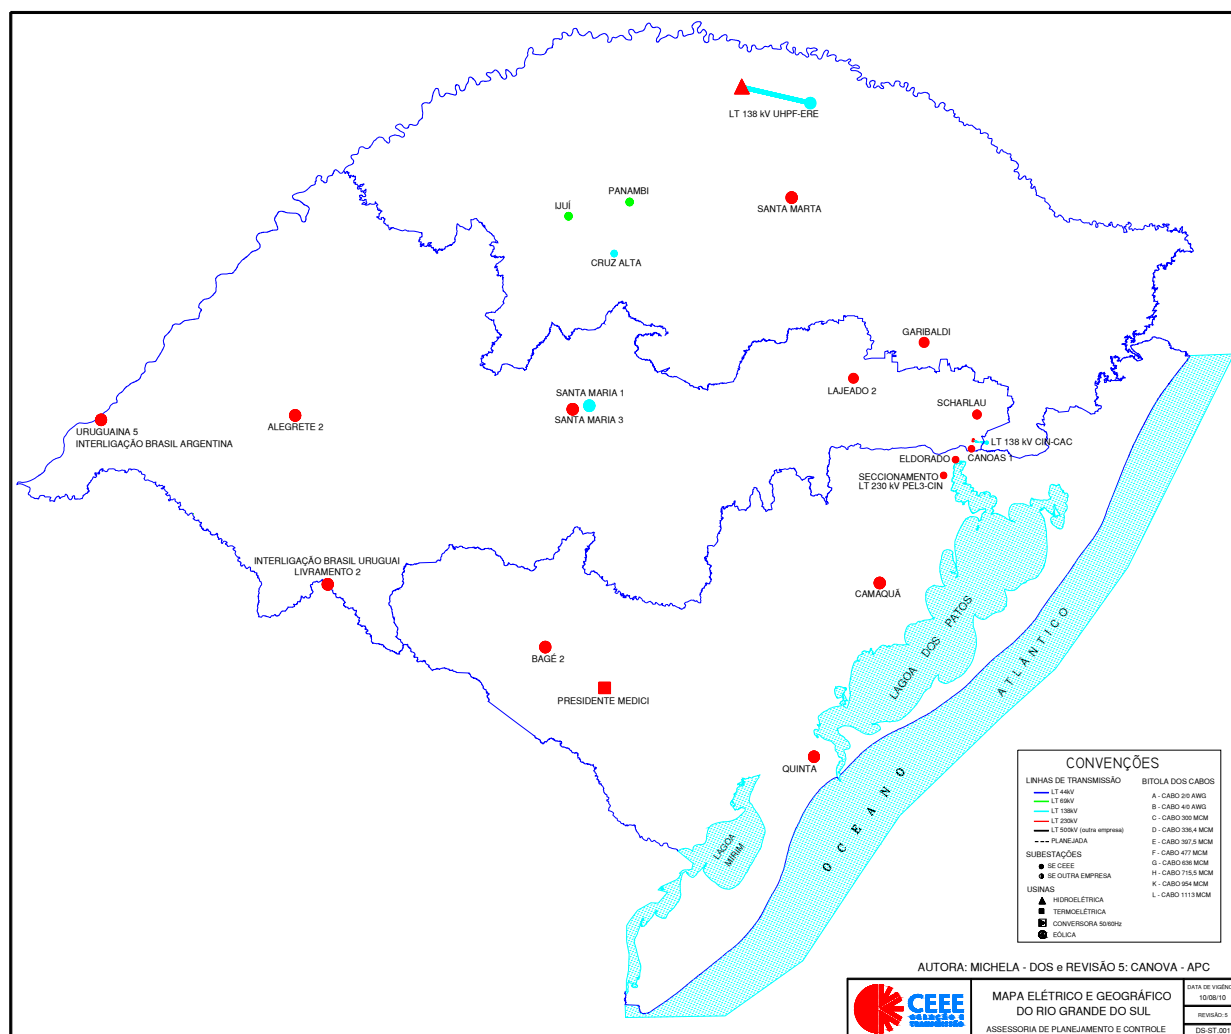 LT 138 kV UHPF-ERE
PANAMBI
IJUÍ
SANTA MARTA
CRUZ ALTA
GARIBALDI
LAJEADO 2
SANTA MARIA 1
SANTA MARIA 3
SCHARLAU
ALEGRETE 2
URUGUAINA 5
INTERLIGAÇÃO BRASIL ARGENTINA
LT 138 kV CIN-CAC
CANOAS 1
ELDORADO
SECCIONAMENTO
LT 230 kV PEL3-CIN
INTERLIGAÇÃO BRASIL URUGUAI
LIVRAMENTO 2
CAMAQUÃ
BAGÉ 2
PRESIDENTE MEDICI
QUINTA
LAGOA DOS PATOS
LAGOA
MIRIM
OCEANO ATLÂNTICO
CONVENÇÕES
LINHAS DE TRANSMISSÃO
LT 44kV
LT 69kV
LT 138kV
LT 230kV
LT 500kV (outra empresa)
PLANEJADA
SUBESTAÇÕES
SE CEEE
SE OUTRA EMPRESA
USINAS
HIDROELÉTRICA
TERMOELÉTRICA
CONVERSORA 50/60Hz
EÓLICA
BITOLA DOS CABOS
A - CABO 2/0 AWG
B - CABO 4/0 AWG
C - CABO 300 MCM
D - CABO 336,4 MCM
E - CABO 397,5 MCM
F - CABO 477 MCM
G - CABO 636 MCM
H - CABO 715,5 MCM
K - CABO 954 MCM
L - CABO 1113 MCM
AUTORA: MICHELA - DOS e REVISÃO 5: CANOVA - APC
CEEE
GERAÇÃO E
TRANSMISSÃO
MAPA ELÉTRICO E GEOGRÁFICO
DO RIO GRANDE DO SUL
ASSESSORIA DE PLANEJAMENTO E CONTROLE
DATA DE VIGÊNC
10/08/10
REVISÃO: 5
DS-ST.00